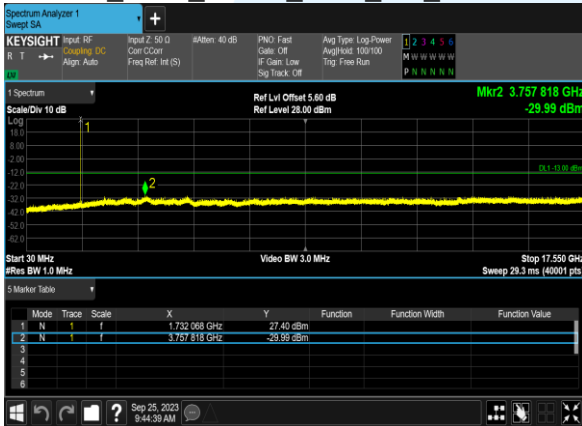 Spectrum Analyzer 1
Swept SA
KEYSIGHT
R T
LW
Input: RF
Coupling: DC
Align: Auto
Input Z: 50 Ω
Corr CCorr
Freq Ref: Int (S)
#Atten: 40 dB
PNO: Fast
Gate: Off
IF Gain: Low
Sig Track: Off
Avg Type: Log-Power
Avg|Hold: 100/100
Trig: Free Run
1 2 3 4 5 6
M W W W W W
P N N N N N
1 Spectrum
Scale/Div 10 dB
Ref Lvl Offset 5.60 dB
Ref Level 28.00 dBm
Mkr2 3.757 818 GHz
-29.99 dBm
Log
18.0
8.00
-2.00
-12.0
-22.0
-32.0
-42.0
-52.0
-62.0
1
2
DL1 -13.00 dBm
Start 30 MHz
#Res BW 1.0 MHz
Video BW 3.0 MHz
Stop 17.550 GHz
Sweep 29.3 ms (40001 pts
5 Marker Table
Mode Trace Scale X Y Function Function Width Function Value
1 N 1 f 1.732 068 GHz 27.40 dBm
2 N 1 f 3.757 818 GHz -29.99 dBm
3
4
5
6
?
Sep 25, 2023
9:44:39 AM